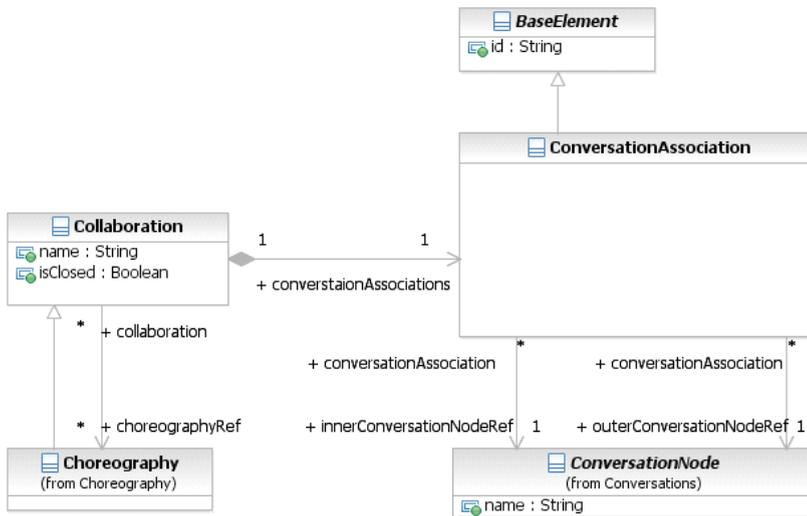 BaseElement
id : String
ConversationAssociation
Collaboration
name : String
isClosed : Boolean
1 1
+ converstaionAssociations
* + collaboration
* + choreographyRef
* *
+ conversationAssociation + conversationAssociation
+ innerConversationNodeRef 1 + outerConversationNodeRef 1
Choreography
(from Choreography)
ConversationNode
(from Conversations)
name : String